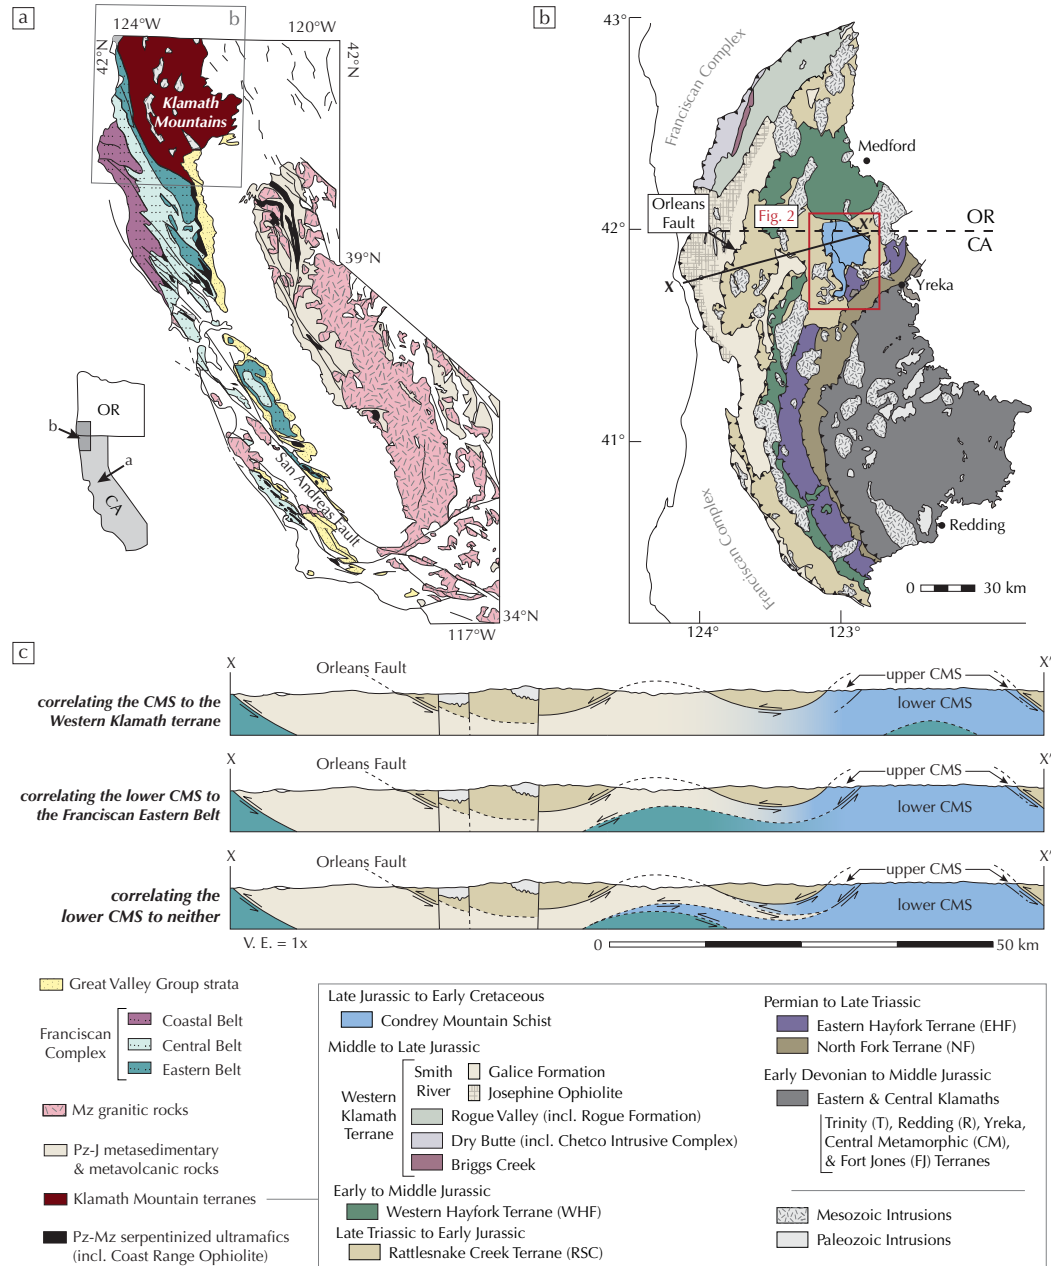 a
124°W
b
120°W
42°N
42°N
Klamath
Mountains
39°N
San Andreas Fault
34°N
117°W
OR
b
a
CA
b
43°
Franciscan Complex
Medford
Orleans
Fault
Fig. 2
X'
OR
42°
CA
X
Yreka
41°
Redding
Franciscan Complex
0
30 km
124°
123°
c
X
Orleans Fault
upper CMS
X'
correlating the CMS to the
Western Klamath terrane
lower CMS
X
Orleans Fault
upper CMS
X'
correlating the lower CMS to
the Franciscan Eastern Belt
lower CMS
X
Orleans Fault
upper CMS
X'
correlating the
lower CMS to neither
lower CMS
V. E. = 1x
0
50 km
Great Valley Group strata
Franciscan
Complex
Coastal Belt
Central Belt
Eastern Belt
Mz granitic rocks
Pz-J metasedimentary
& metavolcanic rocks
Klamath Mountain terranes
Pz-Mz serpentinized ultramafics
(incl. Coast Range Ophiolite)
Late Jurassic to Early Cretaceous
Condrey Mountain Schist
Middle to Late Jurassic
Western
Klamath
Terrane
Smith
River
Galice Formation
Josephine Ophiolite
Rogue Valley (incl. Rogue Formation)
Dry Butte (incl. Chetco Intrusive Complex)
Briggs Creek
Early to Middle Jurassic
Western Hayfork Terrane (WHF)
Late Triassic to Early Jurassic
Rattlesnake Creek Terrane (RSC)
Permian to Late Triassic
Eastern Hayfork Terrane (EHF)
North Fork Terrane (NF)
Early Devonian to Middle Jurassic
Eastern & Central Klamaths
Trinity (T), Redding (R), Yreka,
Central Metamorphic (CM),
& Fort Jones (FJ) Terranes
Mesozoic Intrusions
Paleozoic Intrusions